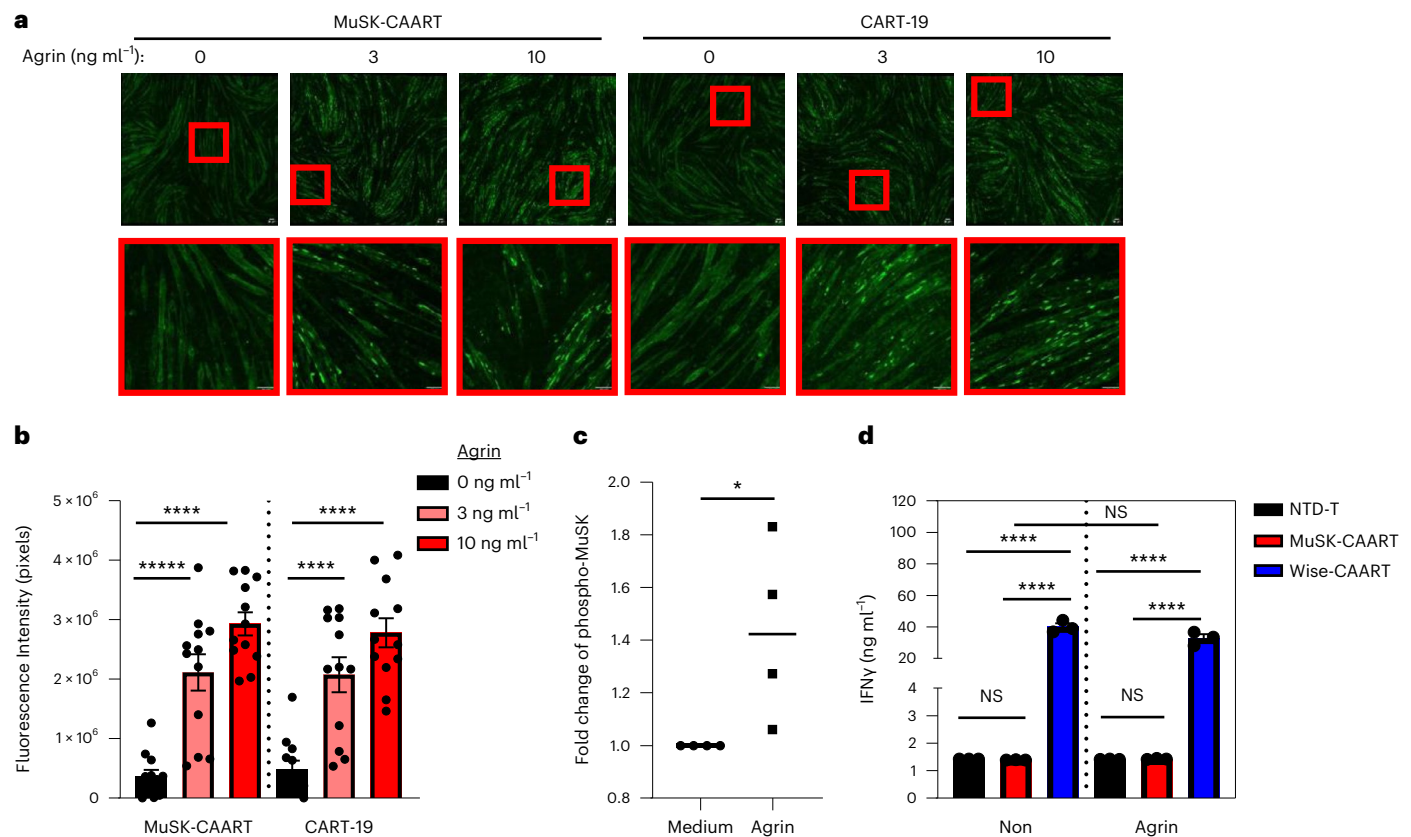 a
MuSK-CAART CART-19
Agrin (ng ml⁻¹): 0 3 10 0 3 10
b
Agrin
0 ng ml⁻¹
3 ng ml⁻¹
10 ng ml⁻¹
Fluorescence Intensity (pixels)
5 × 10⁶
4 × 10⁶
3 × 10⁶
2 × 10⁶
1 × 10⁶
0
**** ****
***** ****
MuSK-CAART CART-19
c
Fold change of phospho-MuSK
2.0
1.8
1.6
1.4
1.2
1.0
0.8
*
Medium Agrin
d
IFNγ (ng ml⁻¹)
120
100
80
60
40
20
4
3
2
1
0
NS
**** ****
**** ****
NS NS
Non Agrin
NTD-T
MuSK-CAART
Wise-CAART